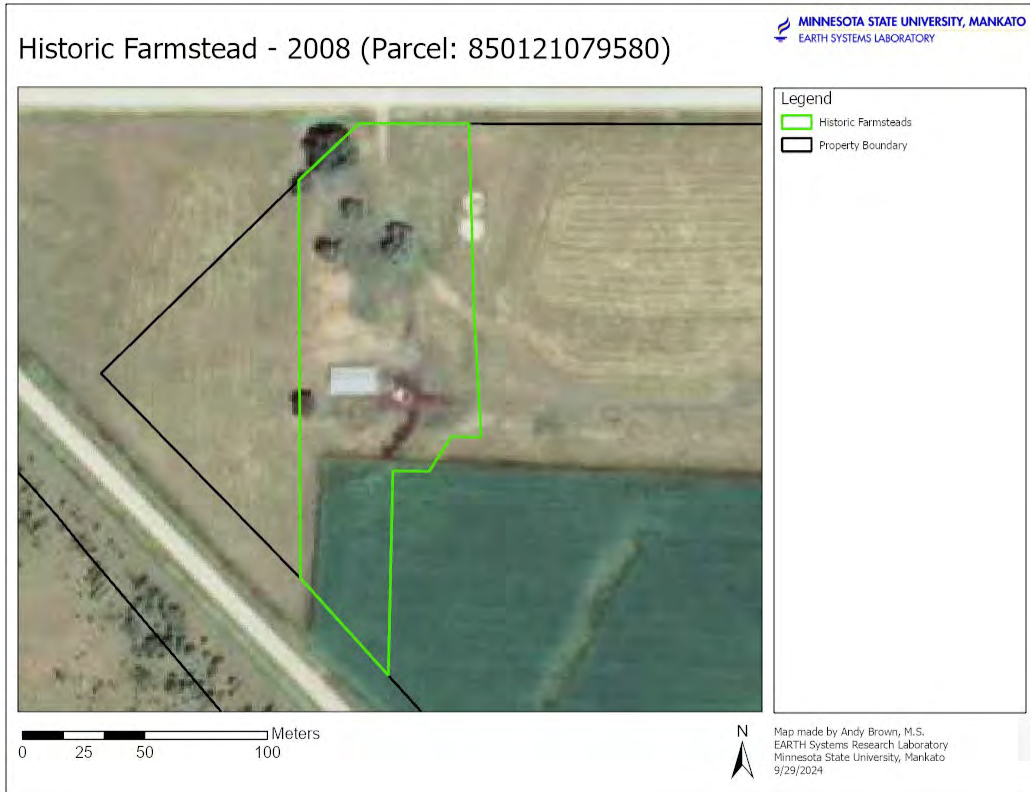 Historic Farmstead - 2008 (Parcel: 850121079580)
MINNESOTA STATE UNIVERSITY, MANKATO
EARTH SYSTEMS LABORATORY
Legend
Historic Farmsteads
Property Boundary
Meters
0 25 50 100
N
Map made by Andy Brown, M.S.
EARTH Systems Research Laboratory
Minnesota State University, Mankato
9/29/2024